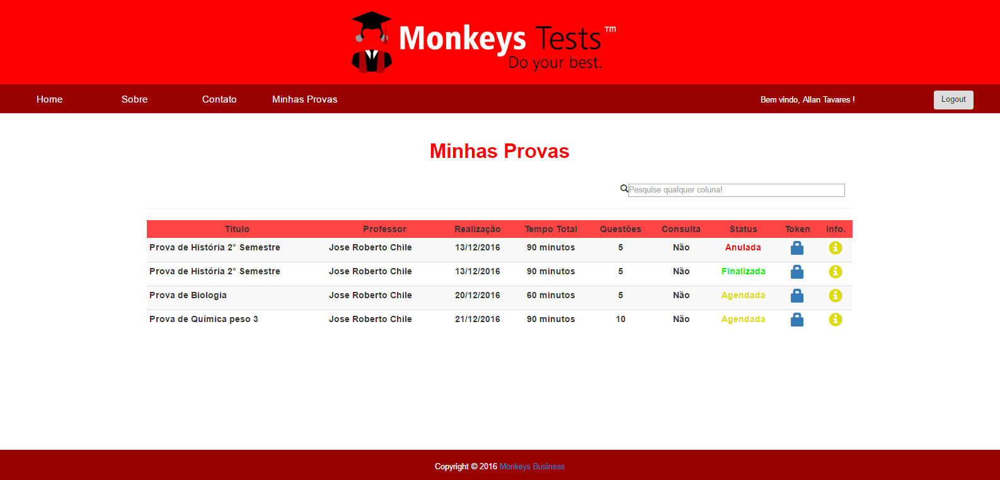 Monkeys Tests™
Do your best.
Home Sobre Contato Minhas Provas Bem vindo, Allan Tavares ! Logout
Minhas Provas
Pesquise qualquer coluna!
Título Professor Realização Tempo Total Questões Consulta Status Token Info.
Prova de História 2° Semestre Jose Roberto Chile 13/12/2016 90 minutos 5 Não Anulada
Prova de História 2° Semestre Jose Roberto Chile 13/12/2016 90 minutos 5 Não Finalizada
Prova de Biologia Jose Roberto Chile 20/12/2016 60 minutos 5 Não Agendada
Prova de Química peso 3 Jose Roberto Chile 21/12/2016 90 minutos 10 Não Agendada
Copyright © 2016 Monkeys Business